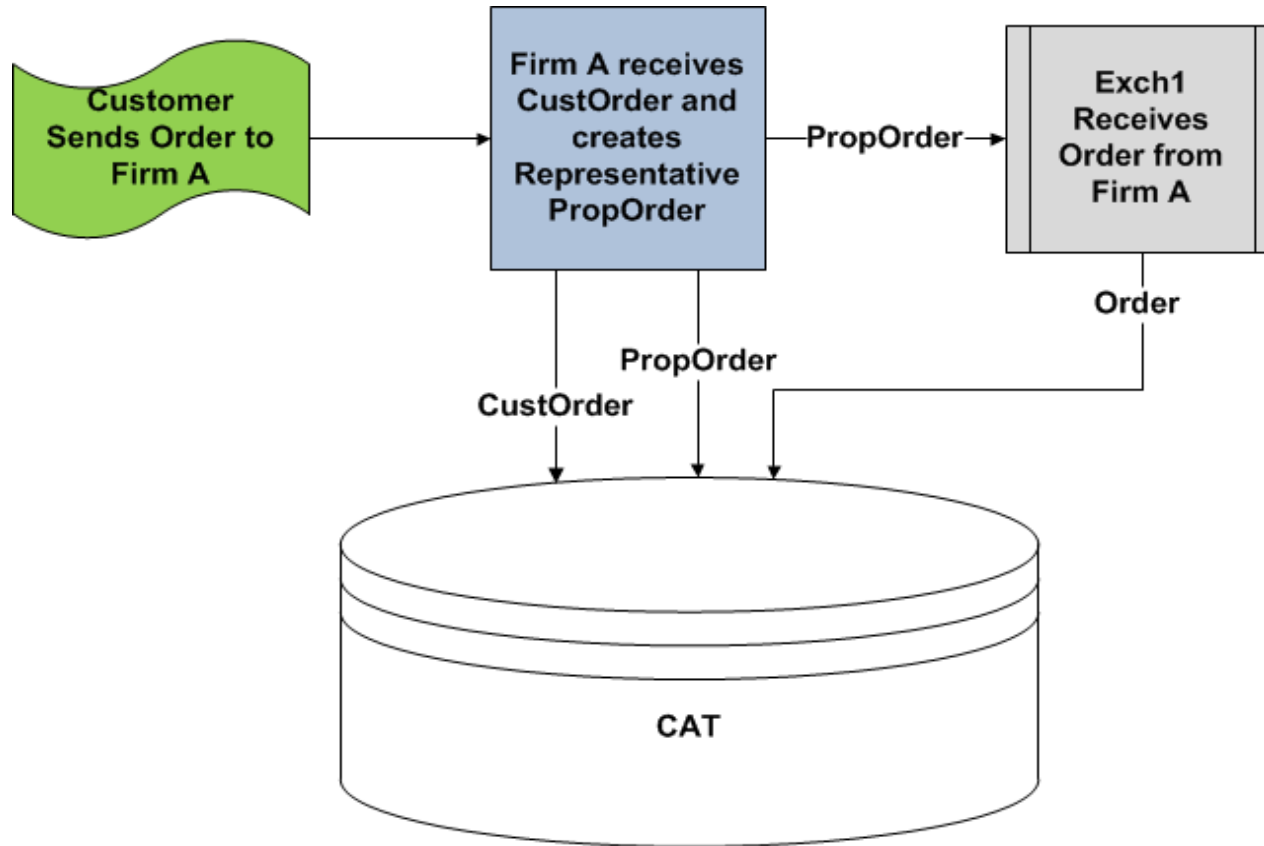 Customer
Sends Order to
Firm A
Firm A receives
CustOrder and
creates
Representative
PropOrder
PropOrder
Exch1
Receives
Order from
Firm A
Order
PropOrder
CustOrder
CAT